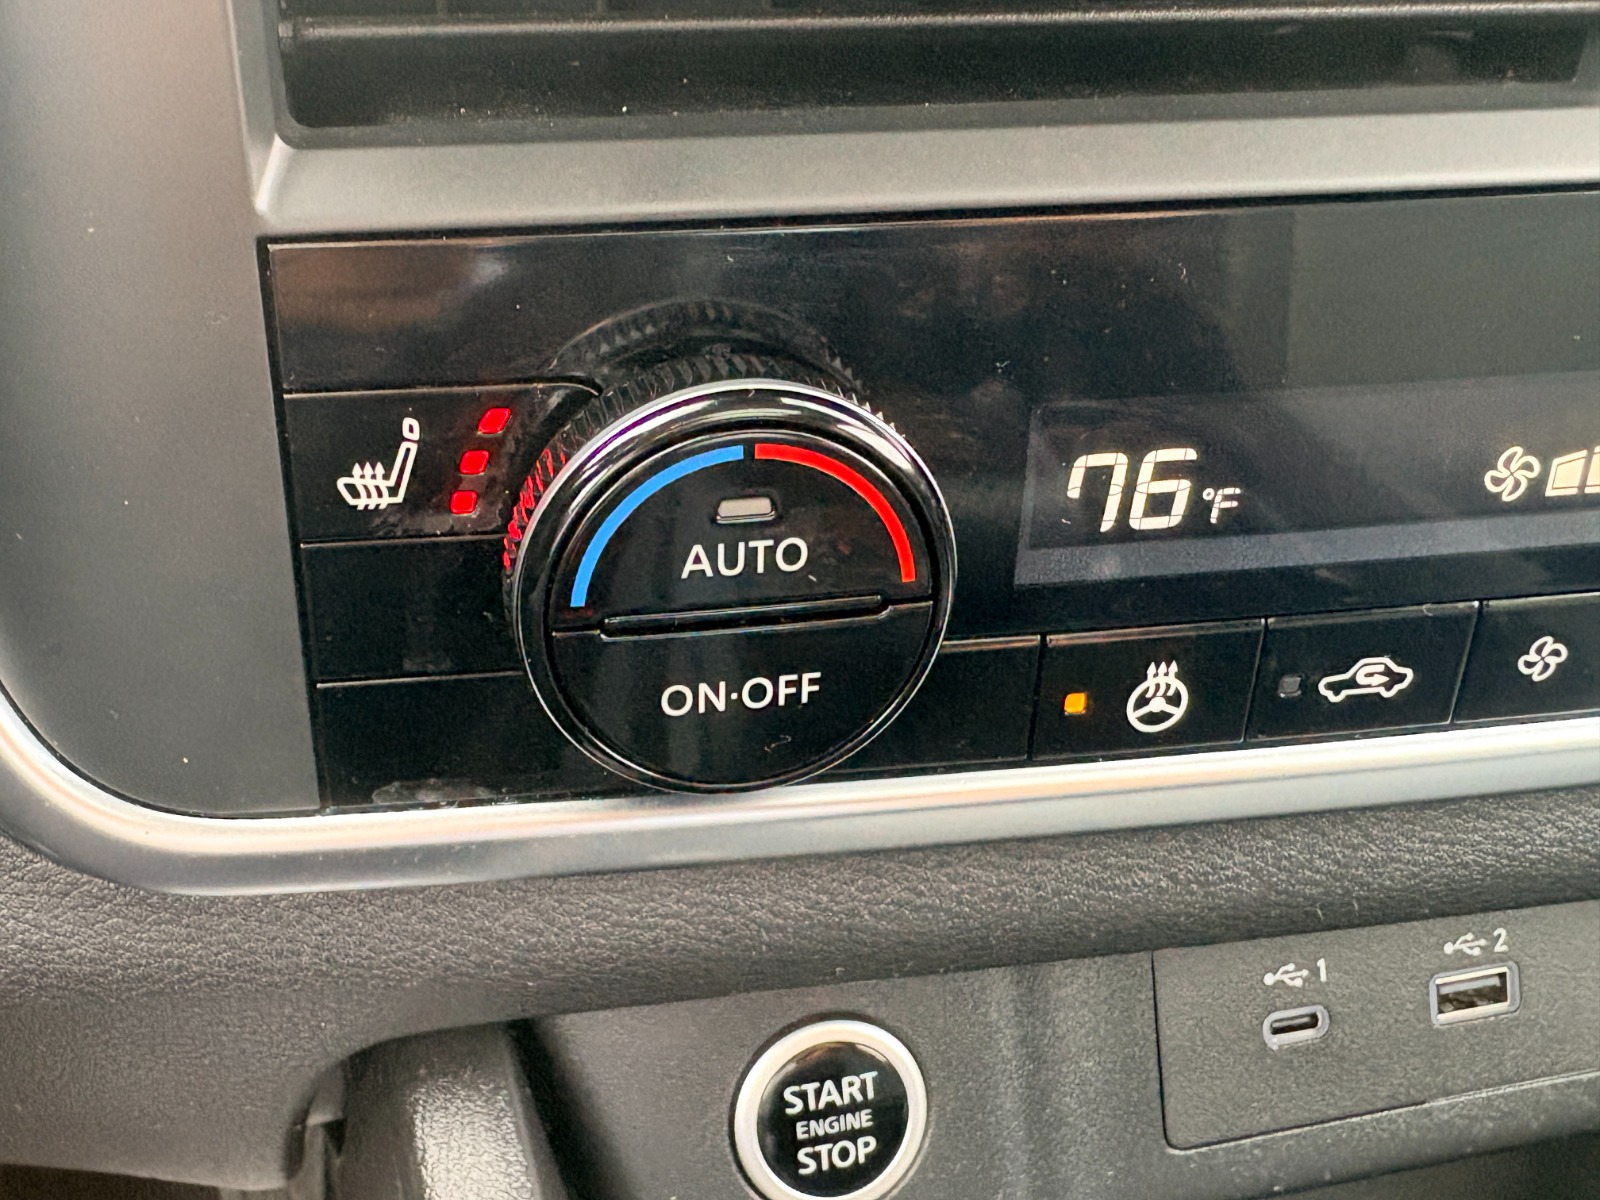 AUTO
ON·OFF
76°F
1
2
START
ENGINE
STOP